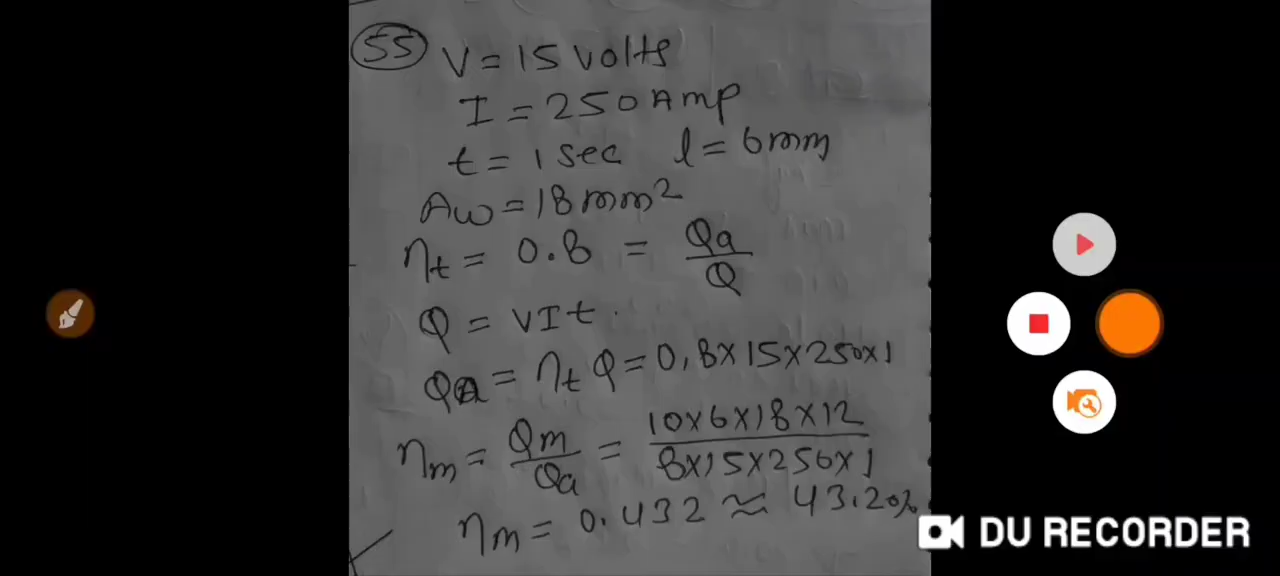 55 V = 15 Volts
I = 250 Amp
t = 1 sec l = 6mm
Aw = 18mm²
ηt = 0.8 = Qa/Q
Q = VIt.
Qa = ηt Q = 0.8×15×250×1
ηm = Qm/Qa = 10×6×18×12/8×15×250×1
ηm = 0.432 ≈ 43.20%
DU RECORDER